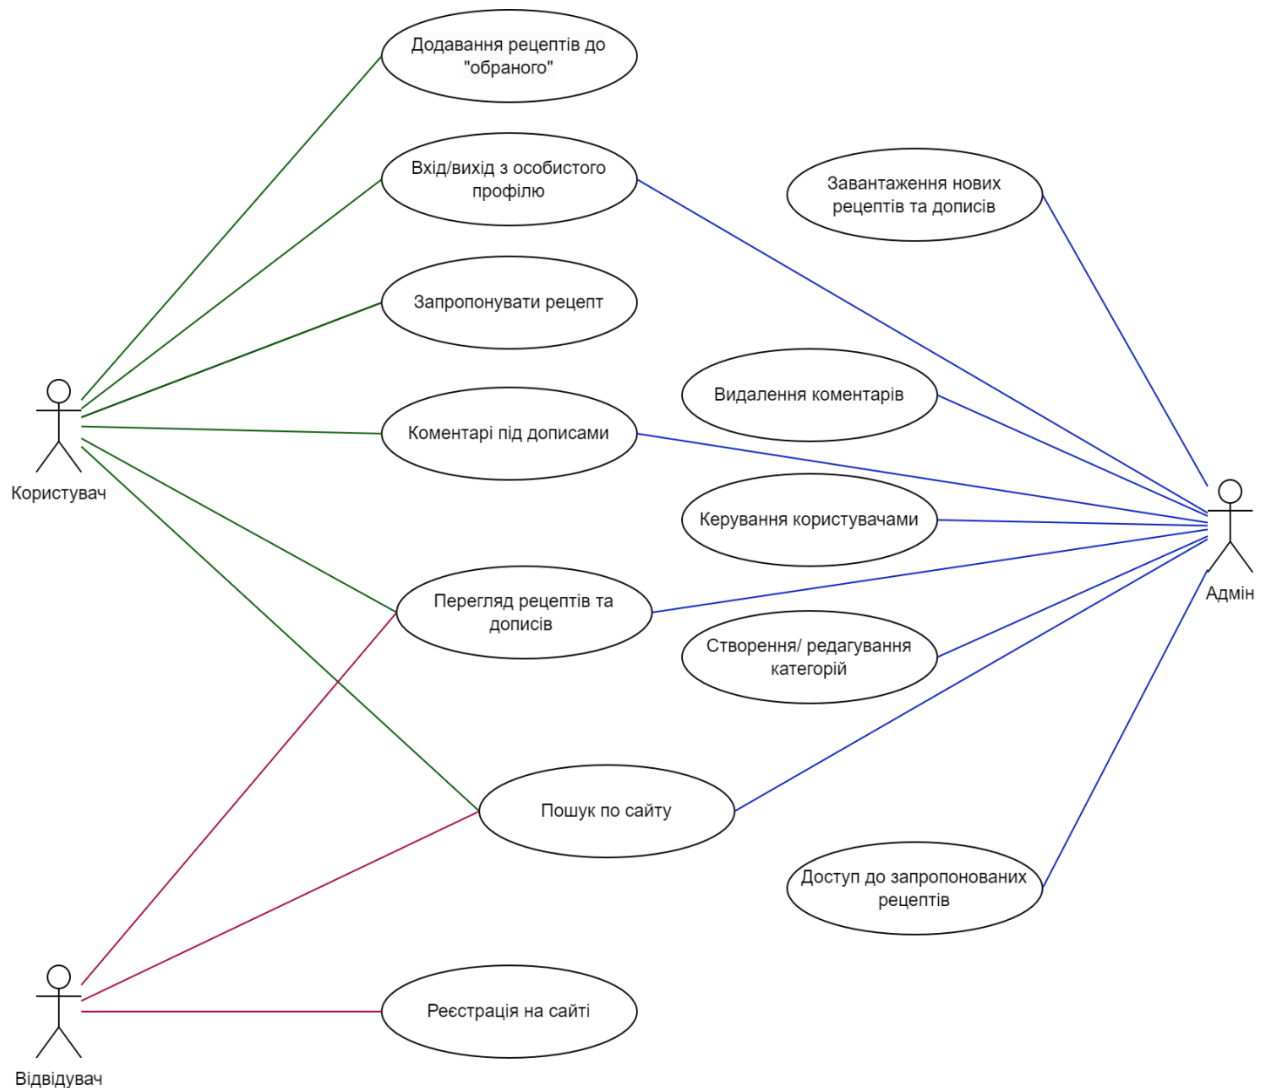 Додавання рецептів до
"обраного"
Вхід/вихід з особистого
профілю
Завантаження нових
рецептів та дописів
Запропонувати рецепт
Видалення коментарів
Коментарі під дописами
Користувач
Керування користувачами
Адмін
Перегляд рецептів та
дописів
Створення/ редагування
категорій
Пошук по сайту
Доступ до запропонованих
рецептів
Реєстрація на сайті
Відвідувач